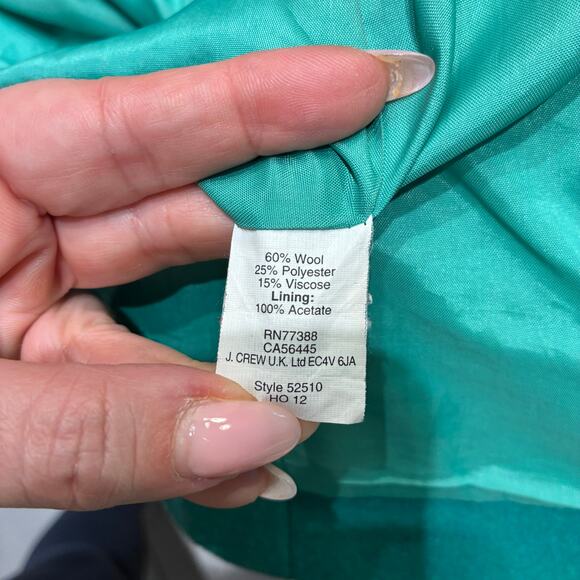 60% Wool
25% Polyester
15% Viscose
Lining:
100% Acetate
RN77388
CA56445
J. CREW U.K. Ltd EC4V 6JA
Style 52510
HO 12